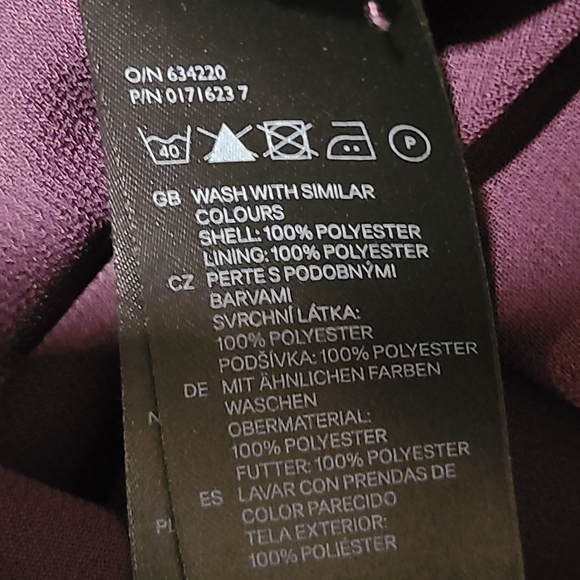 O/N 634220
P/N 0171623 7
40 P
GB WASH WITH SIMILAR
COLOURS
SHELL: 100% POLYESTER
LINING: 100% POLYESTER
CZ PERTE S PODOBNÝMI
BARVAMI
SVRCHNÍ LÁTKA:
100% POLYESTER
PODŠÍVKA: 100% POLYESTER
DE MIT ÄHNLICHEN FARBEN
WASCHEN
OBERMATERIAL:
100% POLYESTER
FUTTER: 100% POLYESTER
ES LAVAR CON PRENDAS DE
COLOR PARECIDO
TELA EXTERIOR:
100% POLIÉSTER